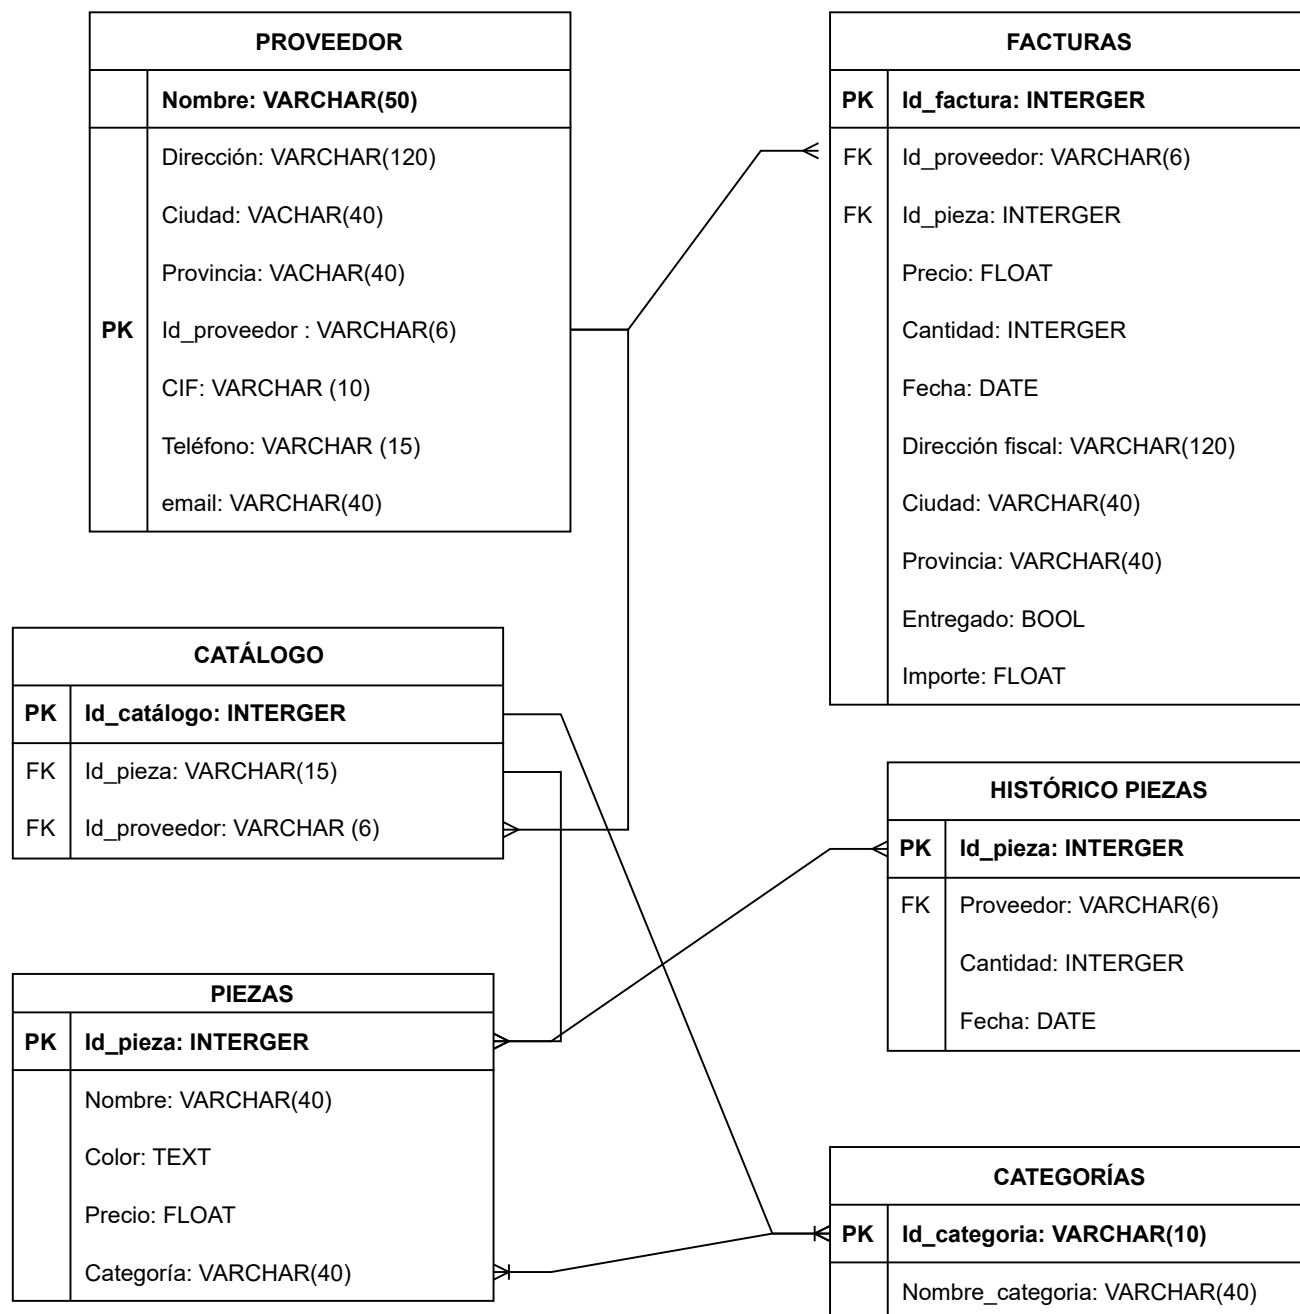 PROVEEDOR
Nombre: VARCHAR(50)
Dirección: VARCHAR(120)
Ciudad: VACHAR(40)
Provincia: VACHAR(40)
PK Id_proveedor : VARCHAR(6)
CIF: VARCHAR (10)
Teléfono: VARCHAR (15)
email: VARCHAR(40)
FACTURAS
PK Id_factura: INTERGER
FK Id_proveedor: VARCHAR(6)
FK Id_pieza: INTERGER
Precio: FLOAT
Cantidad: INTERGER
Fecha: DATE
Dirección fiscal: VARCHAR(120)
Ciudad: VARCHAR(40)
Provincia: VARCHAR(40)
Entregado: BOOL
Importe: FLOAT
CATÁLOGO
PK Id_catálogo: INTERGER
FK Id_pieza: VARCHAR(15)
FK Id_proveedor: VARCHAR (6)
HISTÓRICO PIEZAS
PK Id_pieza: INTERGER
FK Proveedor: VARCHAR(6)
Cantidad: INTERGER
Fecha: DATE
PIEZAS
PK Id_pieza: INTERGER
Nombre: VARCHAR(40)
Color: TEXT
Precio: FLOAT
Categoría: VARCHAR(40)
CATEGORÍAS
PK Id_categoria: VARCHAR(10)
Nombre_categoria: VARCHAR(40)